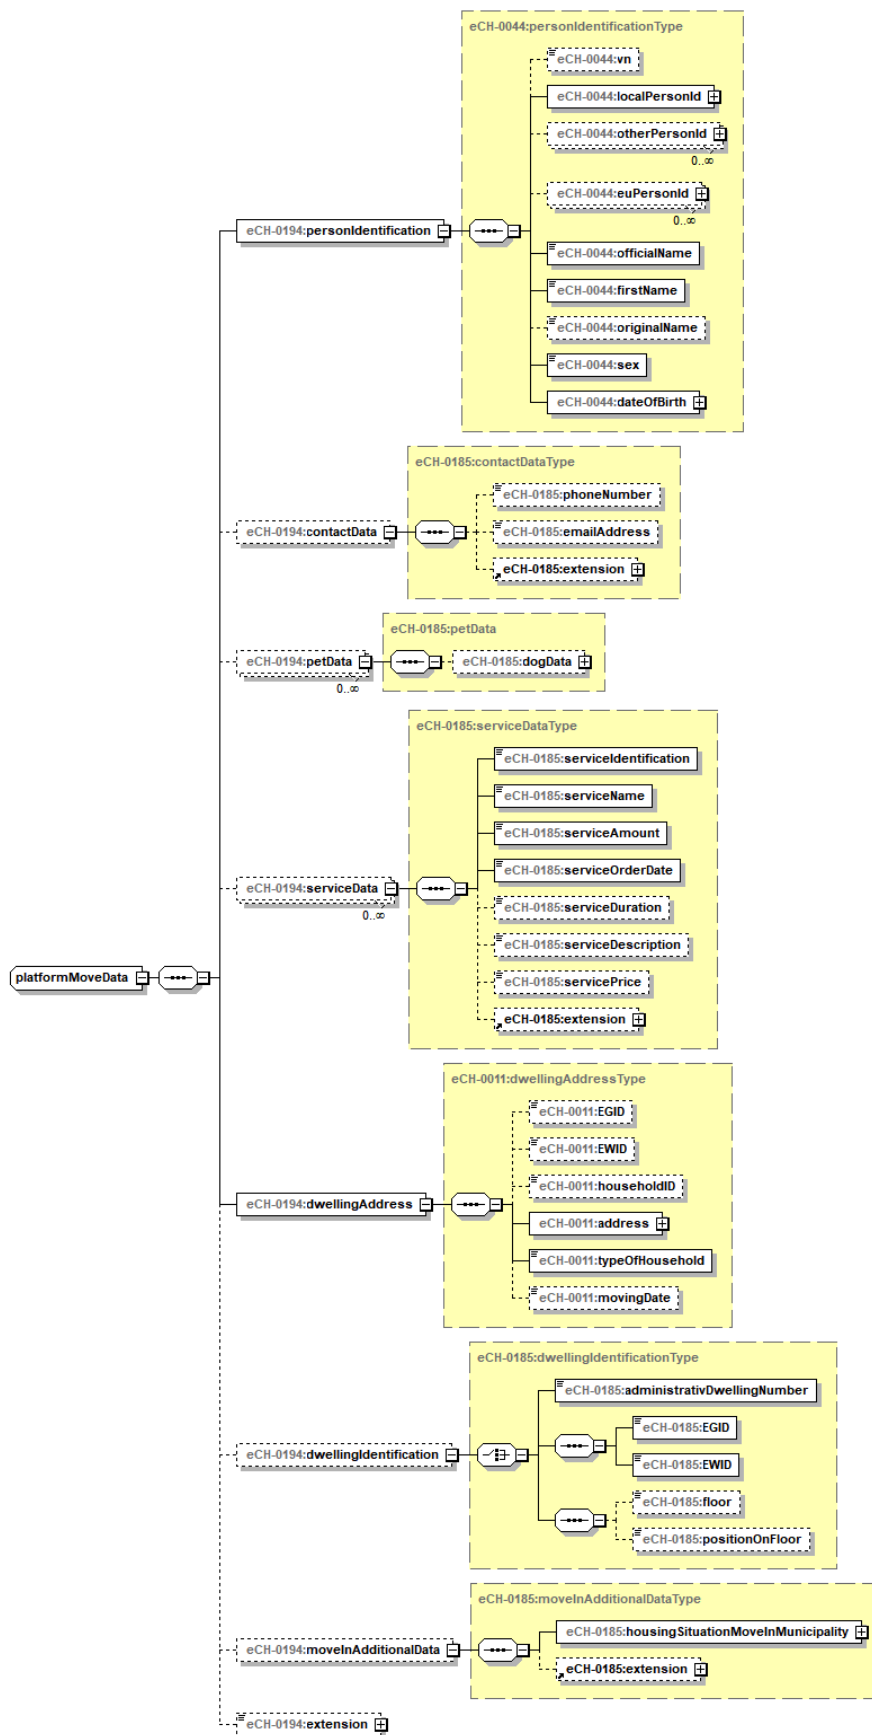 eCH-0044:personIdentificationType
eCH-0044:vn
eCH-0044:localPersonId
eCH-0044:otherPersonId
0..∞
eCH-0044:euPersonId
0..∞
eCH-0194:personIdentification
eCH-0044:officialName
eCH-0044:firstName
eCH-0044:originalName
eCH-0044:sex
eCH-0044:dateOfBirth
eCH-0185:contactDataType
eCH-0185:phoneNumber
eCH-0194:contactData
eCH-0185:emailAddress
eCH-0185:extension
eCH-0185:petData
eCH-0194:petData
0..∞
eCH-0185:dogData
eCH-0185:serviceDataType
eCH-0185:serviceIdentification
eCH-0185:serviceName
eCH-0185:serviceAmount
eCH-0185:serviceOrderDate
eCH-0194:serviceData
0..∞
eCH-0185:serviceDuration
eCH-0185:serviceDescription
eCH-0185:servicePrice
eCH-0185:extension
platformMoveData
eCH-0011:dwellingAddressType
eCH-0011:EGID
eCH-0011:EWID
eCH-0011:householdID
eCH-0194:dwellingAddress
eCH-0011:address
eCH-0011:typeOfHousehold
eCH-0011:movingDate
eCH-0185:dwellingIdentificationType
eCH-0185:administrativDwellingNumber
eCH-0185:EGID
eCH-0194:dwellingIdentification
eCH-0185:EWID
eCH-0185:floor
eCH-0185:positionOnFloor
eCH-0185:moveInAdditionalDataType
eCH-0185:housingSituationMoveInMunicipality
eCH-0194:moveInAdditionalData
eCH-0185:extension
eCH-0194:extension